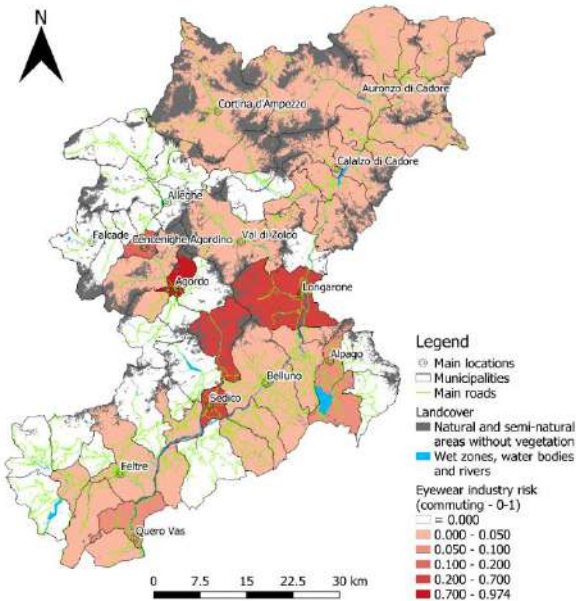 N
Auronzo di Cadore
Cortina d'Ampezzo
Calalzo di Cadore
Alleghe
Falcade
Cencenighe Agordino
Val di Zoldo
Agordo
Longarone
Alpago
Belluno
Sedico
Feltre
Quero Vas
0 7.5 15 22.5 30 km
Legend
Main locations
Municipalities
Main roads
Landcover
Natural and semi-natural
areas without vegetation
Wet zones, water bodies
and rivers
Eyewear industry risk
(commuting - 0-1)
= 0.000
0.000 - 0.050
0.050 - 0.100
0.100 - 0.200
0.200 - 0.700
0.700 - 0.974